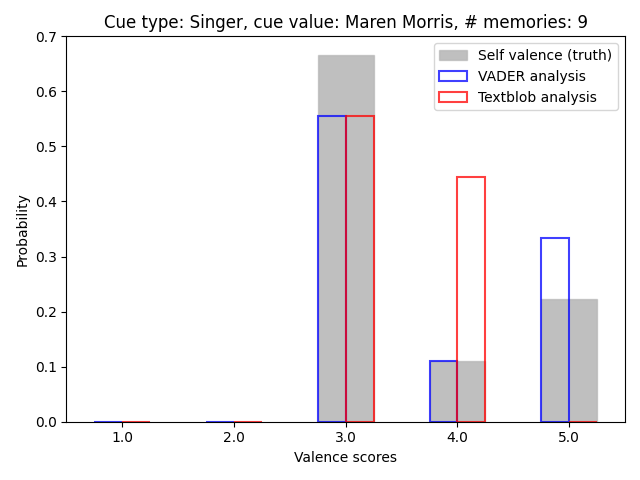 Cue type: Singer, cue value: Maren Morris, # memories: 9
Self valence (truth)
VADER analysis
Textblob analysis
Probability
0.7
0.6
0.5
0.4
0.3
0.2
0.1
0.0
1.0 2.0 3.0 4.0 5.0
Valence scores